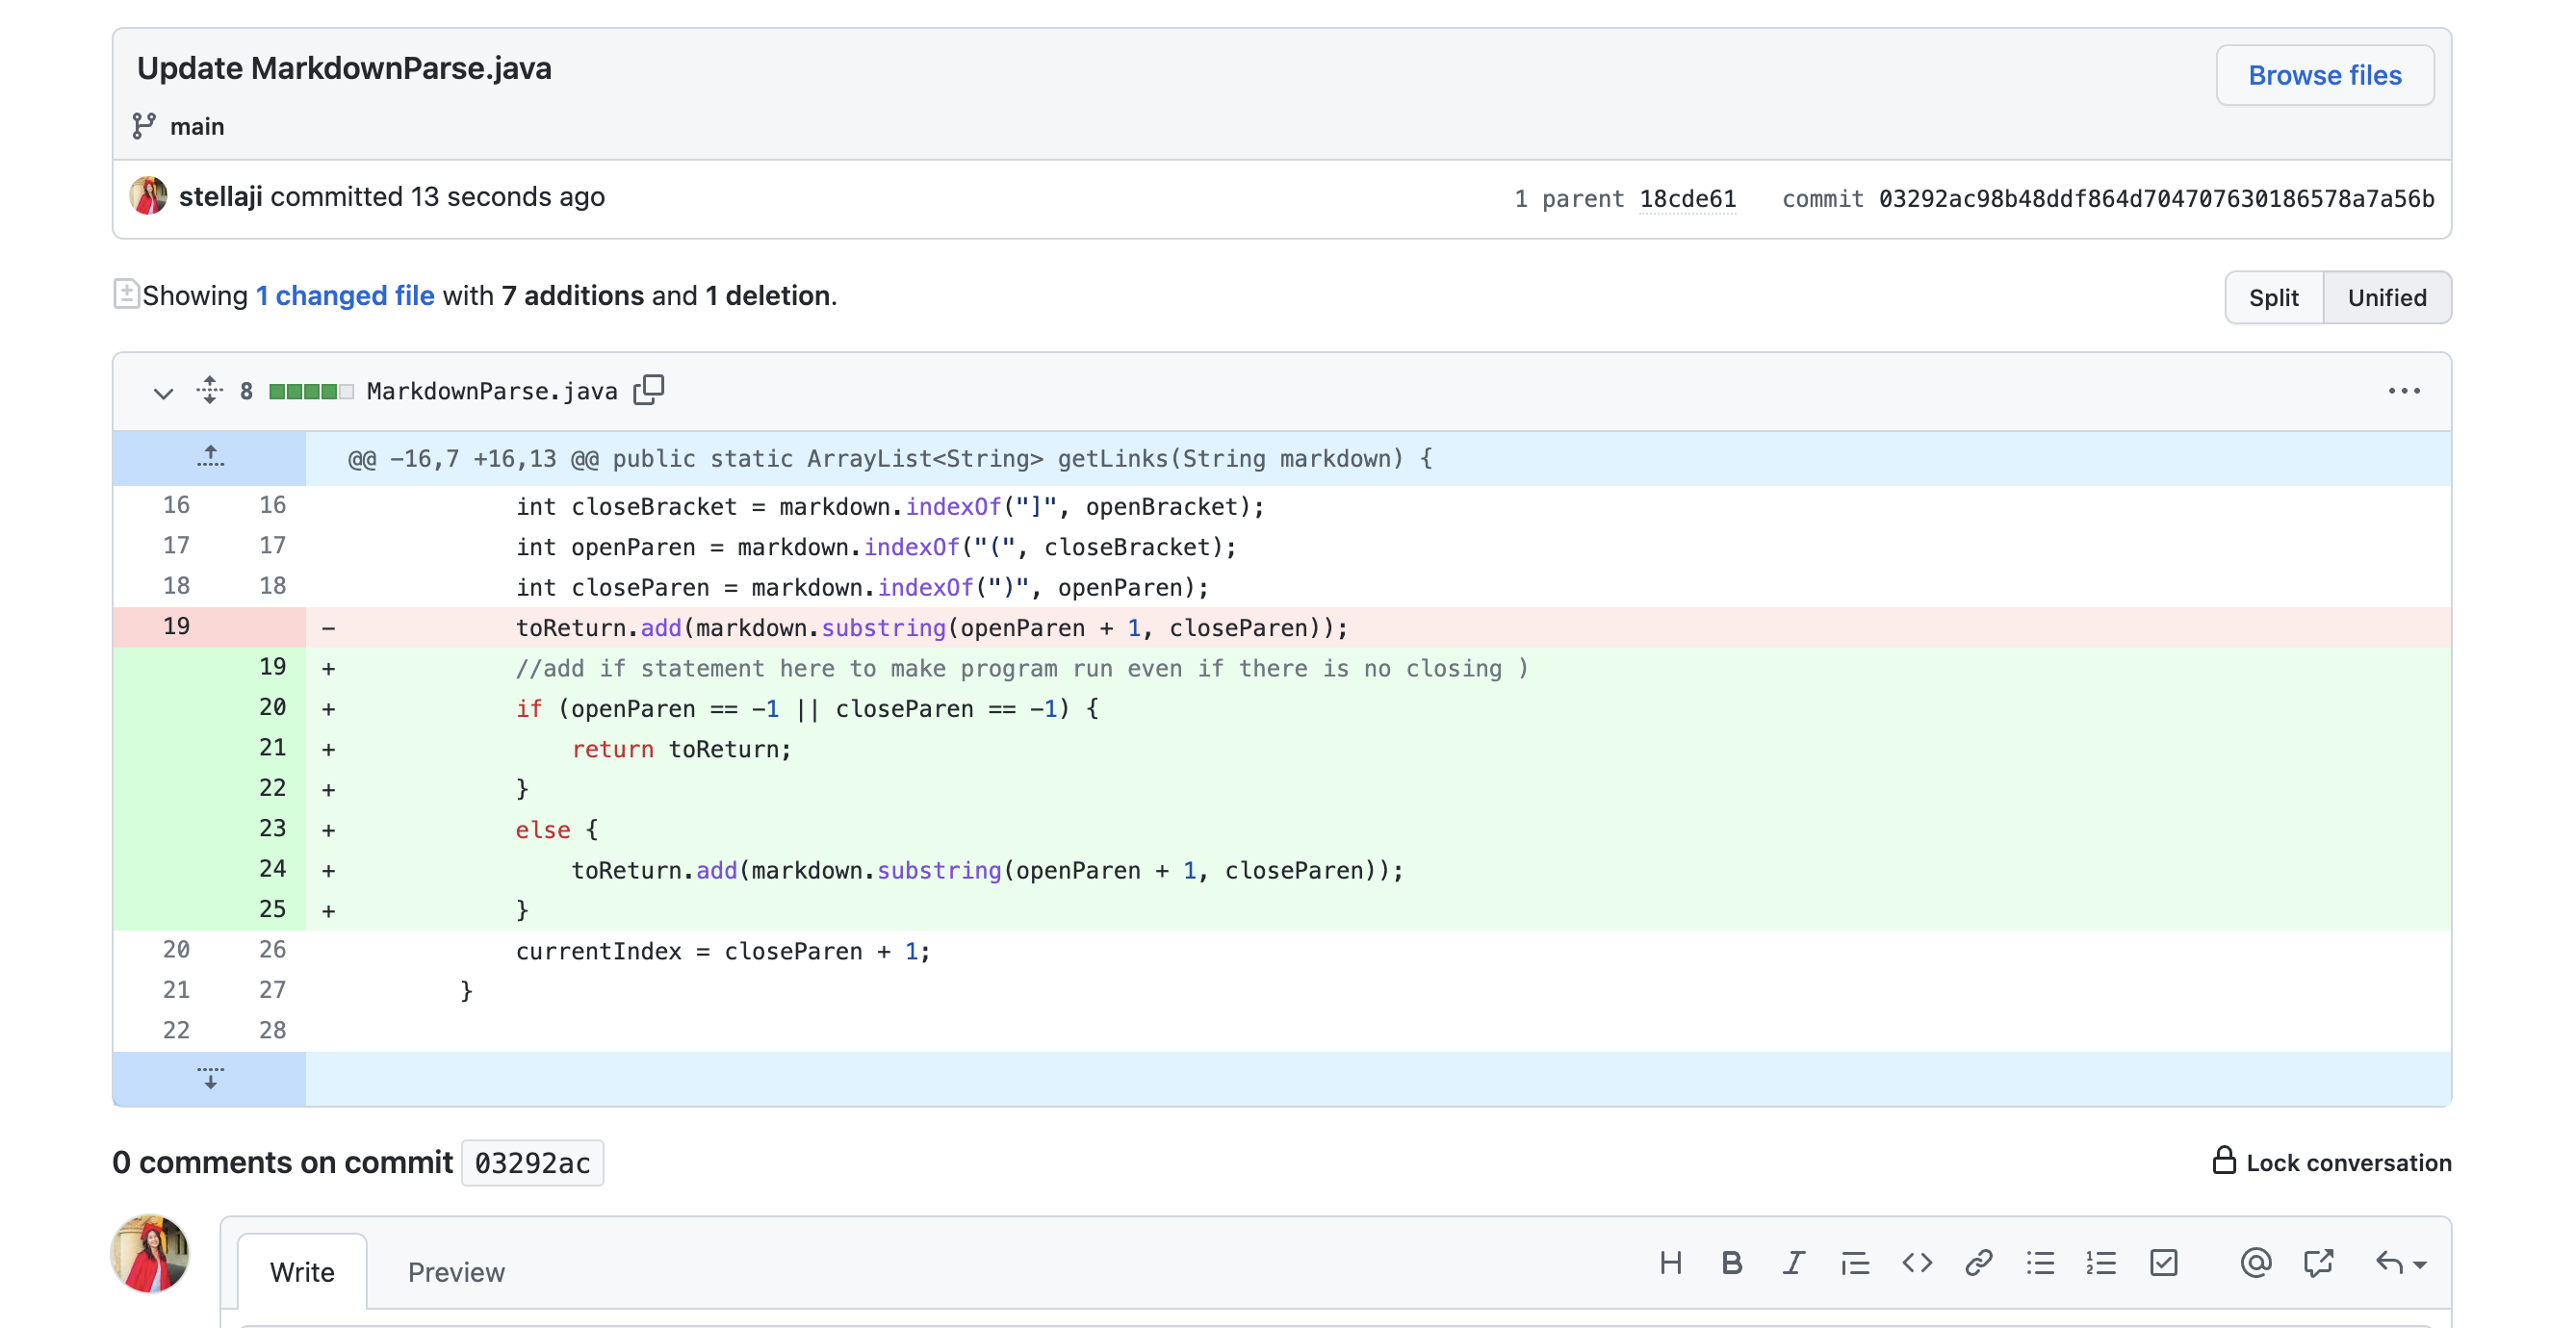 Update MarkdownParse.java
Browse files
main
stellaji committed 13 seconds ago
1 parent 18cde61 commit 03292ac98b48ddf864d704707630186578a7a56b
Showing 1 changed file with 7 additions and 1 deletion.
Split Unified
8 MarkdownParse.java
@@ -16,7 +16,13 @@ public static ArrayList<String> getLinks(String markdown) {
16 16 int closeBracket = markdown.indexOf("]", openBracket);
17 17 int openParen = markdown.indexOf("(", closeBracket);
18 18 int closeParen = markdown.indexOf(")", openParen);
19 - toReturn.add(markdown.substring(openParen + 1, closeParen));
19 + //add if statement here to make program run even if there is no closing )
20 + if (openParen == -1 || closeParen == -1) {
21 + return toReturn;
22 + }
23 + else {
24 + toReturn.add(markdown.substring(openParen + 1, closeParen));
25 + }
20 26 currentIndex = closeParen + 1;
21 27 }
22 28
0 comments on commit 03292ac
Lock conversation
Write Preview